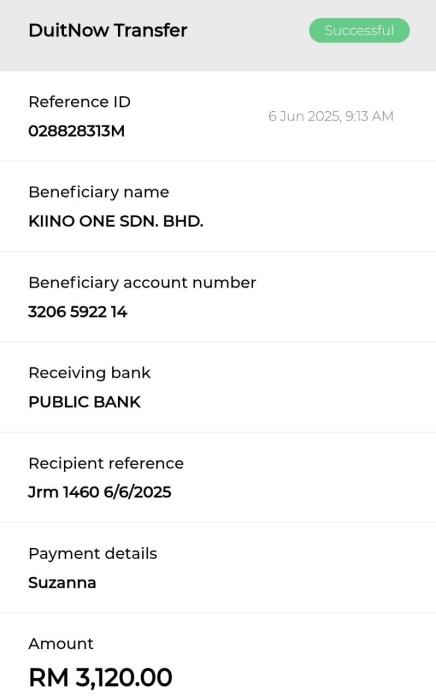 DuitNow Transfer
Successful
Reference ID
6 Jun 2025, 9:13 AM
028828313M
Beneficiary name
KIINO ONE SDN. BHD.
Beneficiary account number
3206 5922 14
Receiving bank
PUBLIC BANK
Recipient reference
Jrm 1460 6/6/2025
Payment details
Suzanna
Amount
RM 3,120.00